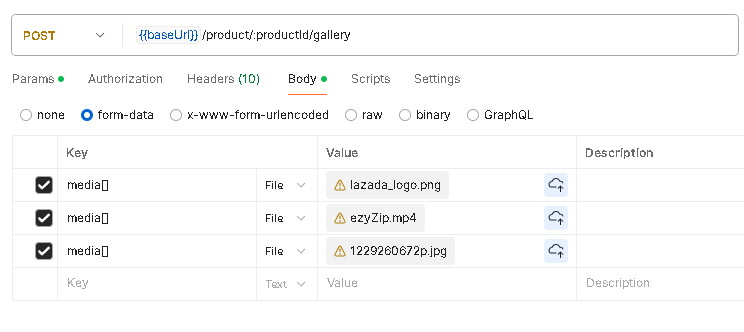 POST {{baseUrl}} /product/:productId/gallery
Params Authorization Headers (10) Body Scripts Settings
none form-data x-www-form-urlencoded raw binary GraphQL
Key Value Description
media[] File lazada_logo.png
media[] File ezyZip.mp4
media[] File 1229260672p.jpg
Key Text Value Description